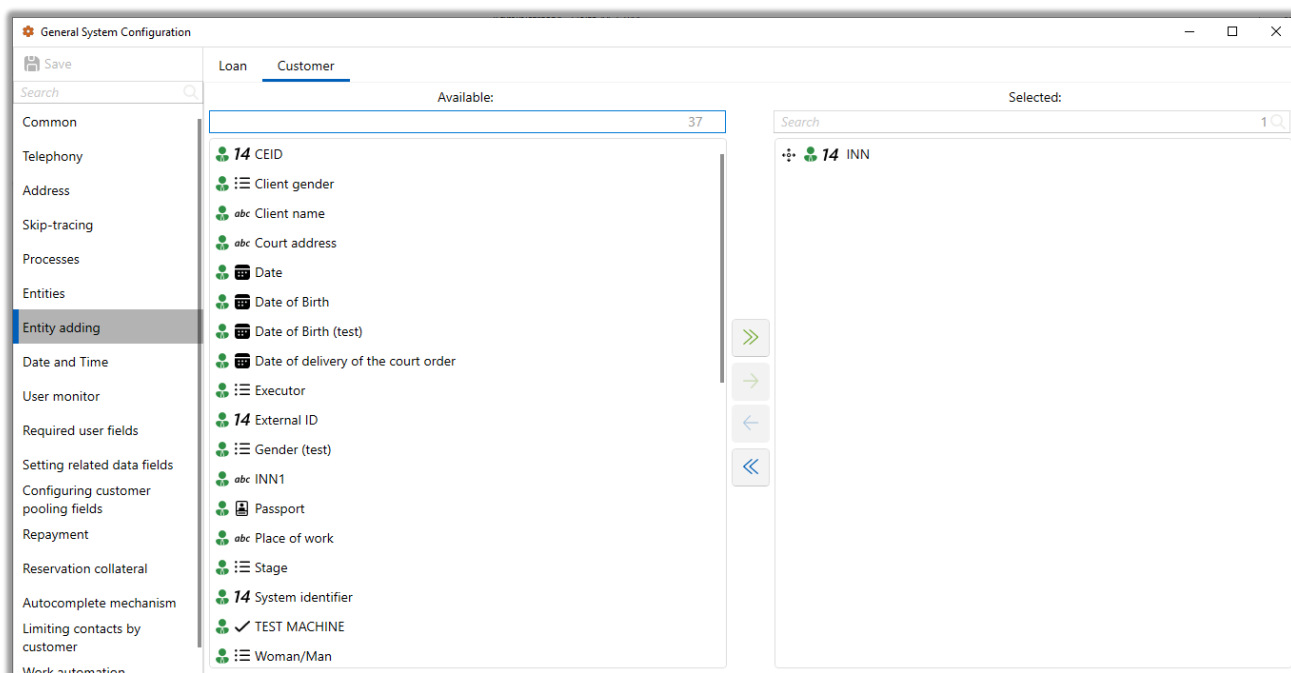 General System Configuration
Save
Search
Common
Telephony
Address
Skip-tracing
Processes
Entities
Entity adding
Date and Time
User monitor
Required user fields
Setting related data fields
Configuring customer
pooling fields
Repayment
Reservation collateral
Autocomplete mechanism
Limiting contacts by
customer
Work automation
Loan Customer
Available:
37
14 CEID
Client gender
abc Client name
abc Court address
Date
Date of Birth
Date of Birth (test)
Date of delivery of the court order
Executor
14 External ID
Gender (test)
abc INN1
Passport
abc Place of work
Stage
14 System identifier
TEST MACHINE
Woman/Man
Selected:
Search 1
14 INN